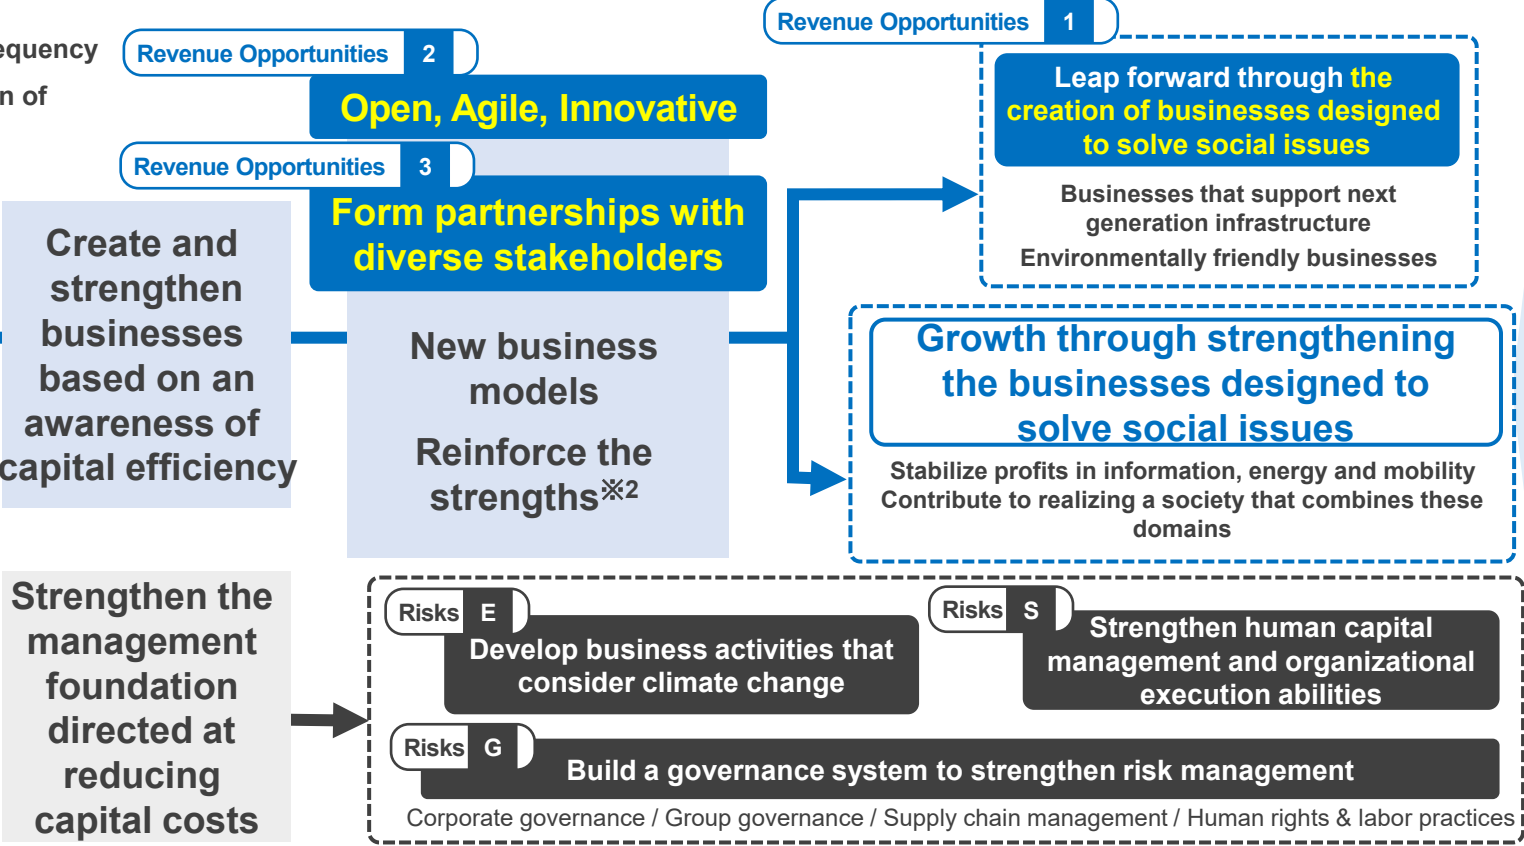 equency
n of
Revenue Opportunities 2
Open, Agile, Innovative
Revenue Opportunities 3
Form partnerships with
diverse stakeholders
Create and
strengthen
businesses
based on an
awareness of
capital efficiency
New business
models
Reinforce the
strengths※2
Revenue Opportunities 1
Leap forward through the
creation of businesses designed
to solve social issues
Businesses that support next
generation infrastructure
Environmentally friendly businesses
Growth through strengthening
the businesses designed to
solve social issues
Stabilize profits in information, energy and mobility
Contribute to realizing a society that combines these
domains
Strengthen the
management
foundation
directed at
reducing
capital costs
Risks E
Develop business activities that
consider climate change
Risks S
Strengthen human capital
management and organizational
execution abilities
Risks G
Build a governance system to strengthen risk management
Corporate governance / Group governance / Supply chain management / Human rights & labor practices